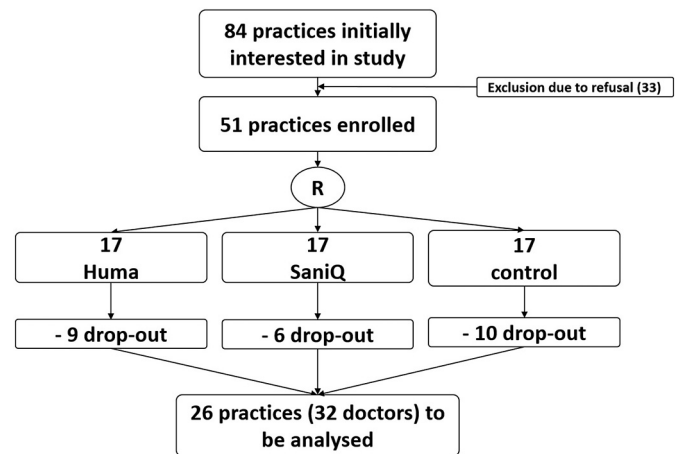 84 practices initially
interested in study
Exclusion due to refusal (33)
51 practices enrolled
R
17
Huma
17
SaniQ
17
control
- 9 drop-out
- 6 drop-out
- 10 drop-out
26 practices (32 doctors) to
be analysed